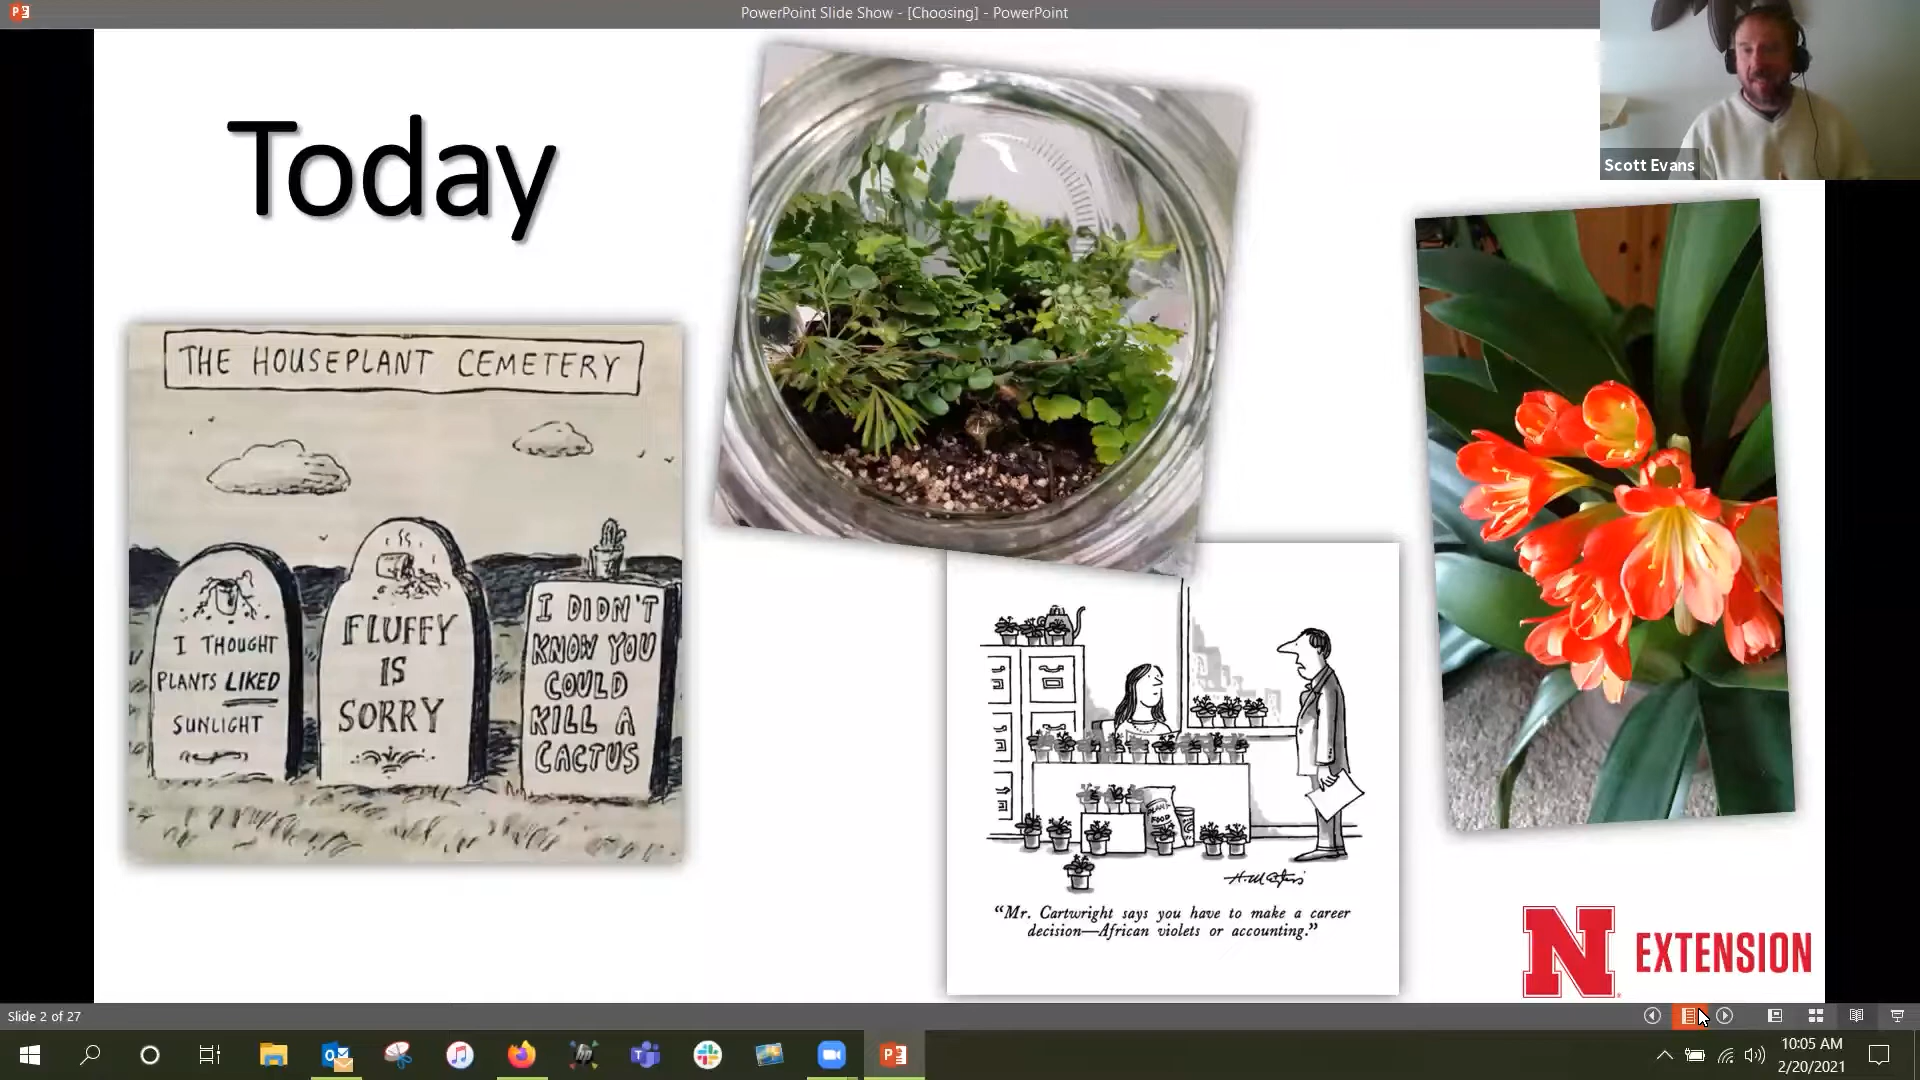 PowerPoint Slide Show - [Choosing] - PowerPoint
Scott Evans
Today
THE HOUSEPLANT CEMETERY
I THOUGHT
PLANTS LIKED
SUNLIGHT
FLUFFY
IS
SORRY
I DIDN'T
KNOW YOU
COULD
KILL A
CACTUS
PLANT
FOOD
“Mr. Cartwright says you have to make a career
decision—African violets or accounting.”
N EXTENSION
Slide 2 of 27
10:05 AM
2/20/2021